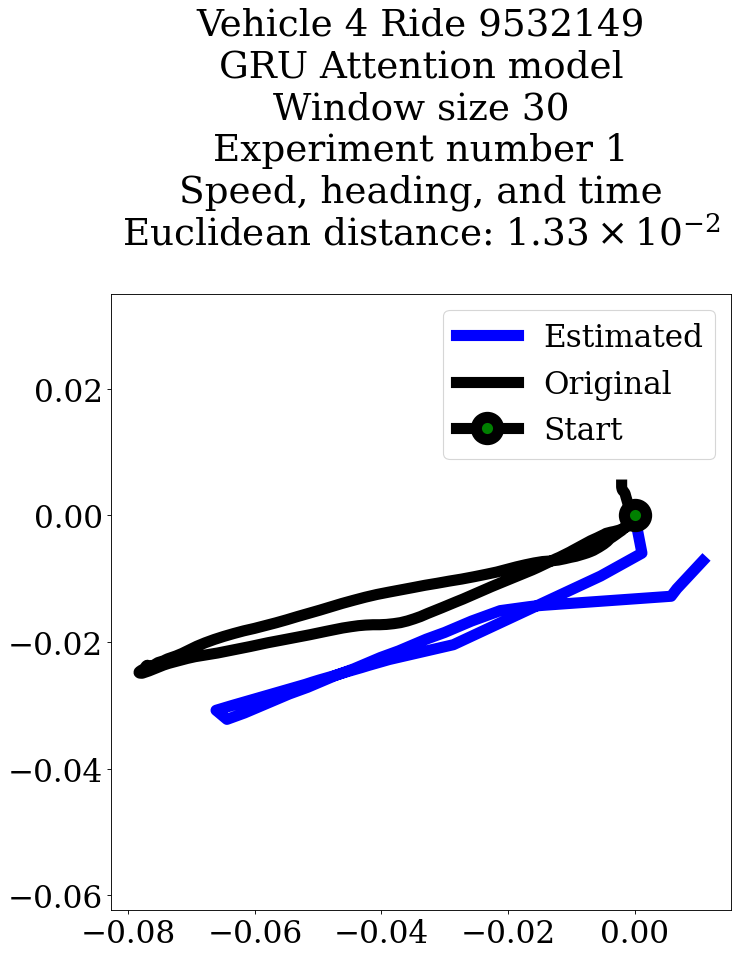 Vehicle 4 Ride 9532149
GRU Attention model
Window size 30
Experiment number 1
Speed, heading, and time
Euclidean distance: 1.33 × 10⁻²
Estimated
Original
Start
0.02
0.00
−0.02
−0.04
−0.06
−0.08 −0.06 −0.04 −0.02 0.00